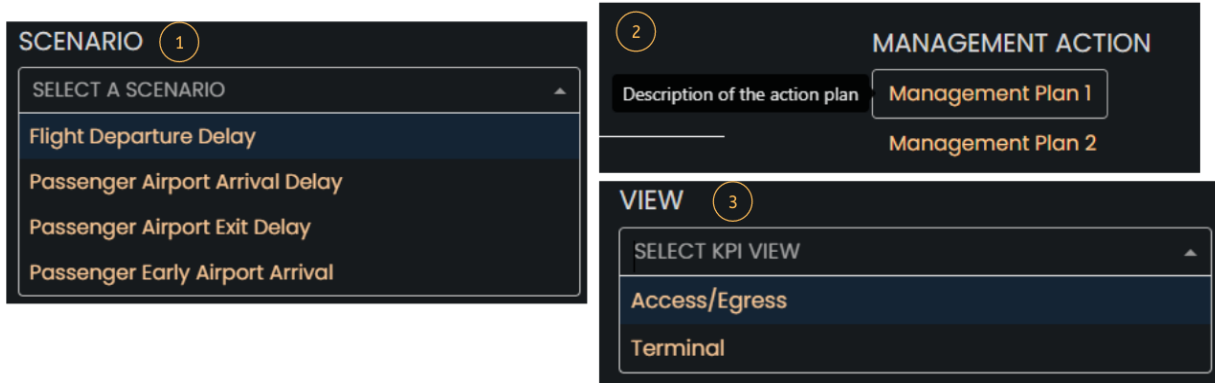 SCENARIO 1
SELECT A SCENARIO
Flight Departure Delay
Passenger Airport Arrival Delay
Passenger Airport Exit Delay
Passenger Early Airport Arrival
2
MANAGEMENT ACTION
Description of the action plan Management Plan 1
Management Plan 2
VIEW 3
SELECT KPI VIEW
Access/Egress
Terminal